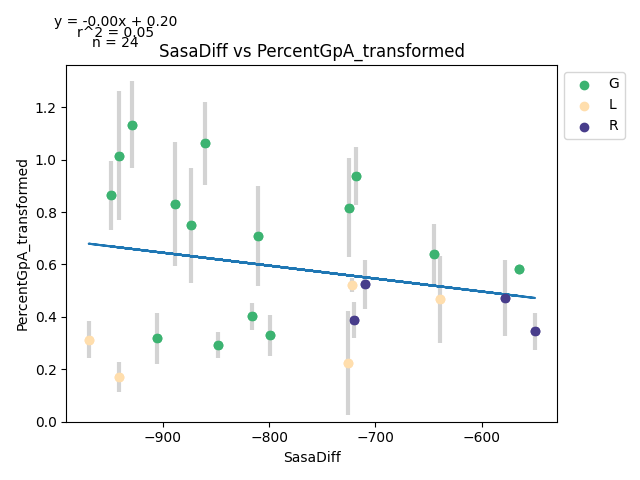 y = -0.00x + 0.20
r^2 = 0.05
n = 24
SasaDiff vs PercentGpA_transformed
G
L
R
1.2
1.0
0.8
0.6
0.4
0.2
0.0
PercentGpA_transformed
−900
−800
−700
−600
SasaDiff